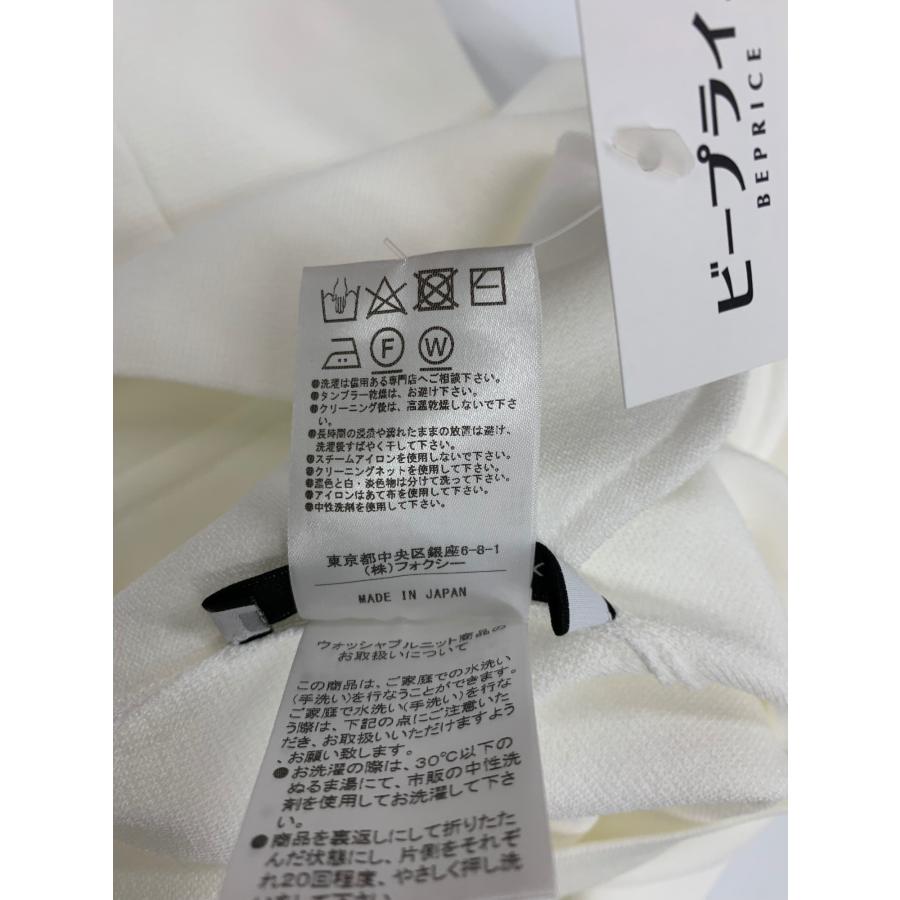 ビープライ
BEPRICE
F W
●洗濯は信用ある専門店へご相談下さい。
●タンブラー乾燥は、お避け下さい。
●クリーニング後は、高温乾燥しないで下さ
い。
●長時間の浸漬や濡れたままの放置は避け、
洗濯後すばやく干して下さい。
●スチームアイロンを使用しないで下さい。
●クリーニングネットを使用して下さい。
●濃色と白・淡色物は分けて洗って下さい。
●アイロンはあて布を使用して下さい。
●中性洗剤を使用して下さい。
東京都中央区銀座6-8-1
(株)フォクシー
MADE IN JAPAN
ウォッシャブルニット商品の
お取扱いについて
この商品は、ご家庭での水洗い
(手洗い)を行なうことができます。
ご家庭で水洗い(手洗い)を行な
う際は、下記の点にご注意いた
だき、お取扱いいただけますよう
、お願い致します。
●お洗濯の際は、30℃以下の
ぬるま湯にて、市販の中性洗
剤を使用してお洗濯して下さ
い。
●商品を裏返しにして折りたた
んだ状態にし、片側をそれぞ
れ20回程度、やさしく押し洗
いをして下さい。